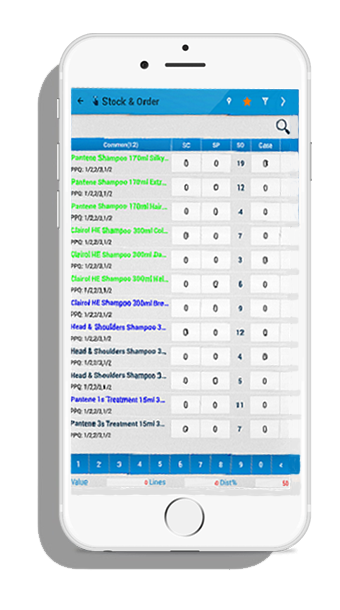 ← Stock & Order
Common(12) SC SP SO Case
Pantene Shampoo 170ml Silky...
PPQ: 1/2,2/3,1/2 0 0 19 0
Pantene Shampoo 170ml Extr...
PPQ: 1/2,2/3,1/2 0 0 12 0
Pantene Shampoo 170ml Hair...
PPQ: 1/2,2/3,1/2 0 0 4 0
Clairol HE Shampoo 300ml Col...
PPQ: 1/2,2/3,1/2 0 0 7 0
Clairol HE Shampoo 300ml Da...
PPQ: 1/2,2/3,1/2 0 0 3 0
Clairol HE Shampoo 300ml Hel...
PPQ: 1/2,2/3,1/2 0 0 6 0
Clairol HE Shampoo 300ml Bre...
PPQ: 1/2,2/3,1/2 0 0 9 0
Head & Shoulders Shampoo 3...
PPQ: 1/2,2/3,1/2 0 0 12 0
Head & Shoulders Shampoo 3...
PPQ: 1/2,2/3,1/2 0 0 4 0
Head & Shoulders Shampoo 3...
PPQ: 1/2,2/3,1/2 0 0 5 0
Pantene 1s Treatment 15ml 3...
PPQ: 1/2,2/3,1/2 0 0 11 0
Pantene 3s Treatment 15ml 3...
PPQ: 1/2,2/3,1/2 0 0 7 0
1 2 3 4 5 6 7 8 9 0 <
Value 0 Lines 0 Dist% 50